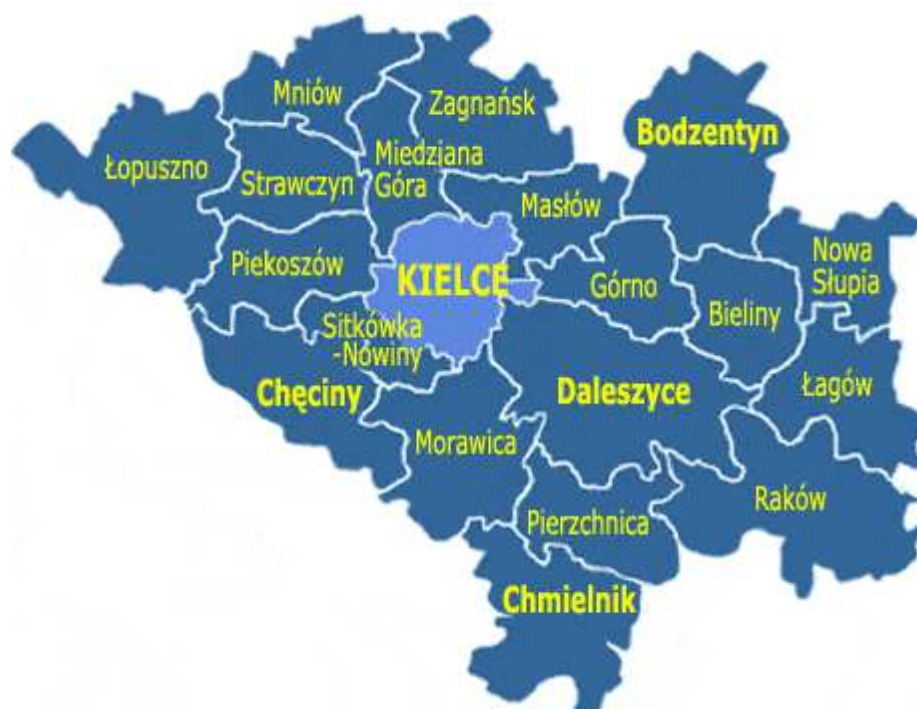 Mniów
Zagnańsk
Bodzentyn
Łopuszno
Strawczyn
Miedziana
Góra
Masłów
Nowa
Słupia
Piekoszów
KIELCE
Górno
Bieliny
Sitkówka
-Nowiny
Chęciny
Daleszyce
Łagów
Morawica
Raków
Pierzchnica
Chmielnik